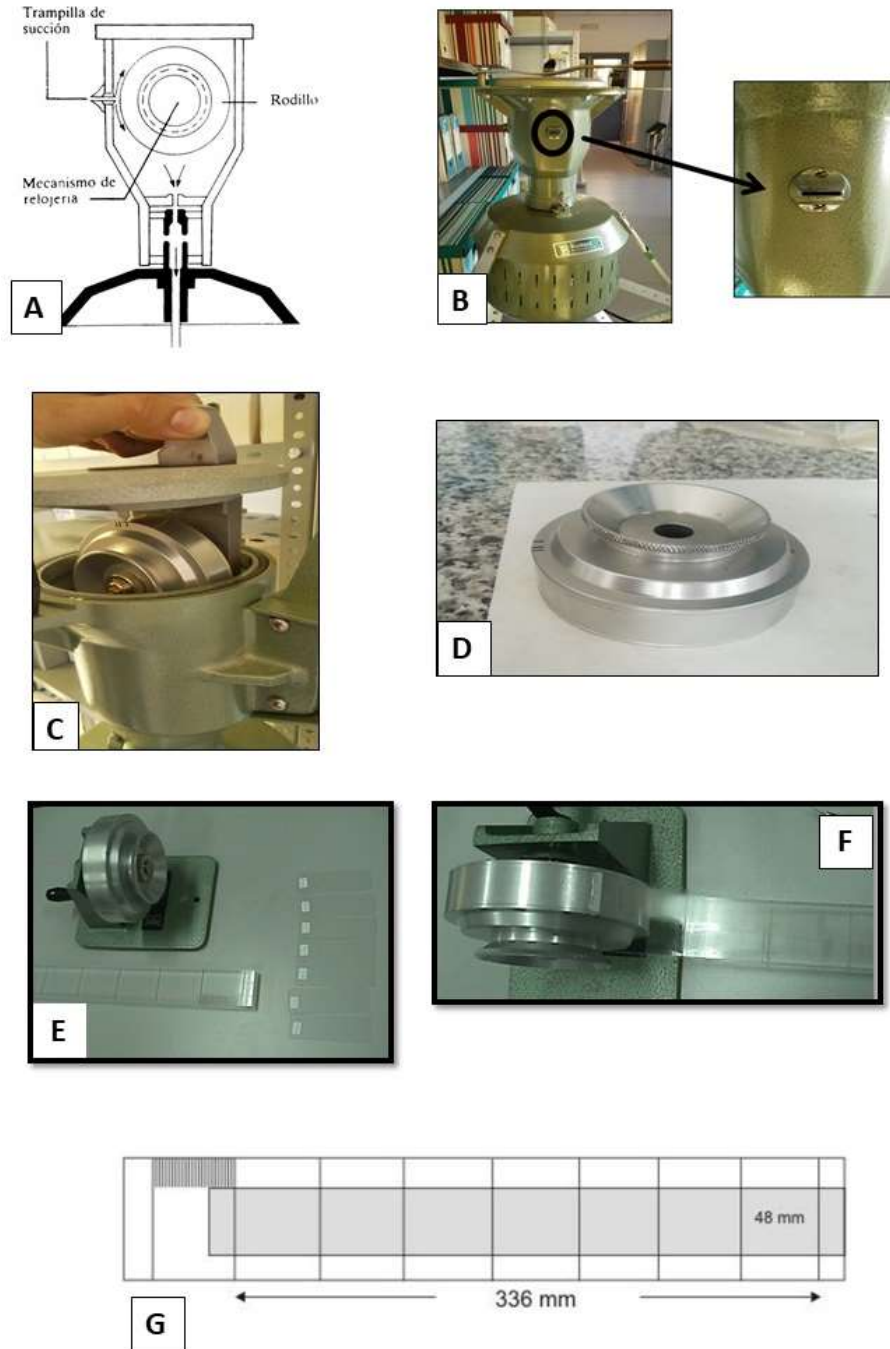 Trampilla de
succión
Rodillo
Mecanismo de
relojería
A
B
C
D
E
F
48 mm
336 mm
G